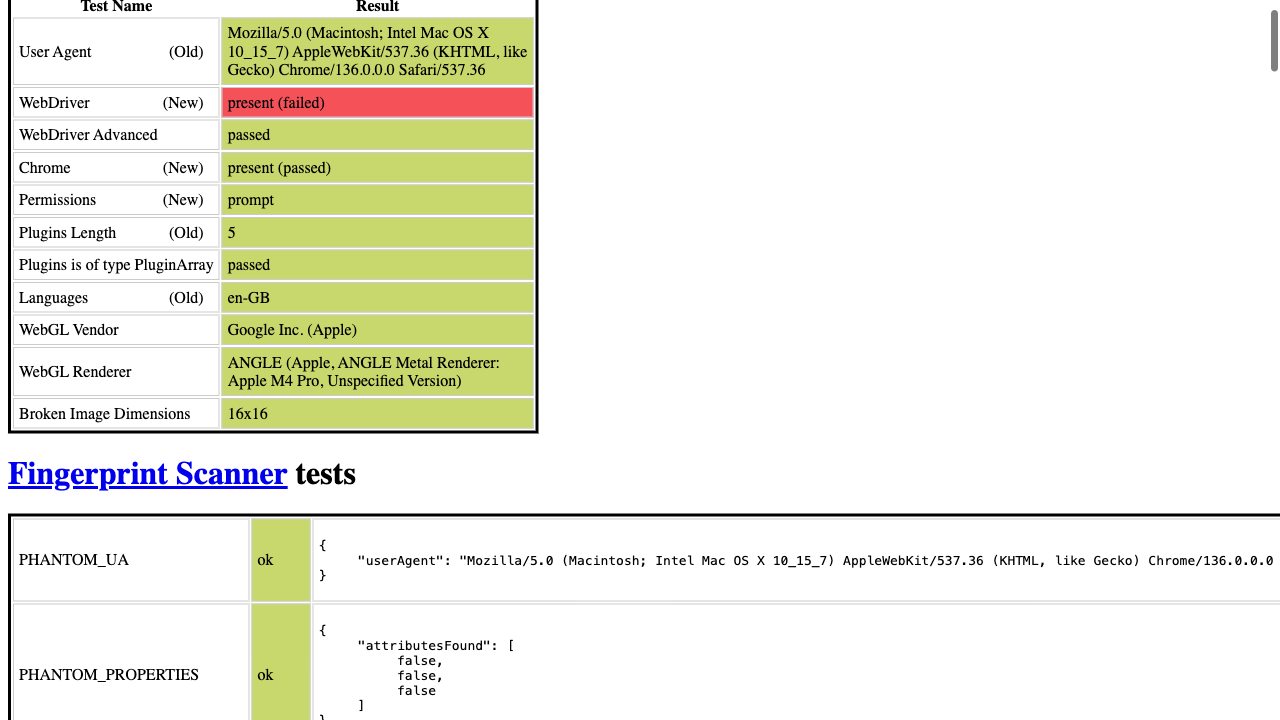 Test Name Result
User Agent (Old) Mozilla/5.0 (Macintosh; Intel Mac OS X
10_15_7) AppleWebKit/537.36 (KHTML, like
Gecko) Chrome/136.0.0.0 Safari/537.36
WebDriver (New) present (failed)
WebDriver Advanced passed
Chrome (New) present (passed)
Permissions (New) prompt
Plugins Length (Old) 5
Plugins is of type PluginArray passed
Languages (Old) en-GB
WebGL Vendor Google Inc. (Apple)
WebGL Renderer ANGLE (Apple, ANGLE Metal Renderer:
Apple M4 Pro, Unspecified Version)
Broken Image Dimensions 16x16
Fingerprint Scanner tests
PHANTOM_UA ok {
"userAgent": "Mozilla/5.0 (Macintosh; Intel Mac OS X 10_15_7) AppleWebKit/537.36 (KHTML, like Gecko) Chrome/136.0.0.0
}
PHANTOM_PROPERTIES ok {
"attributesFound": [
false,
false,
false
]
}